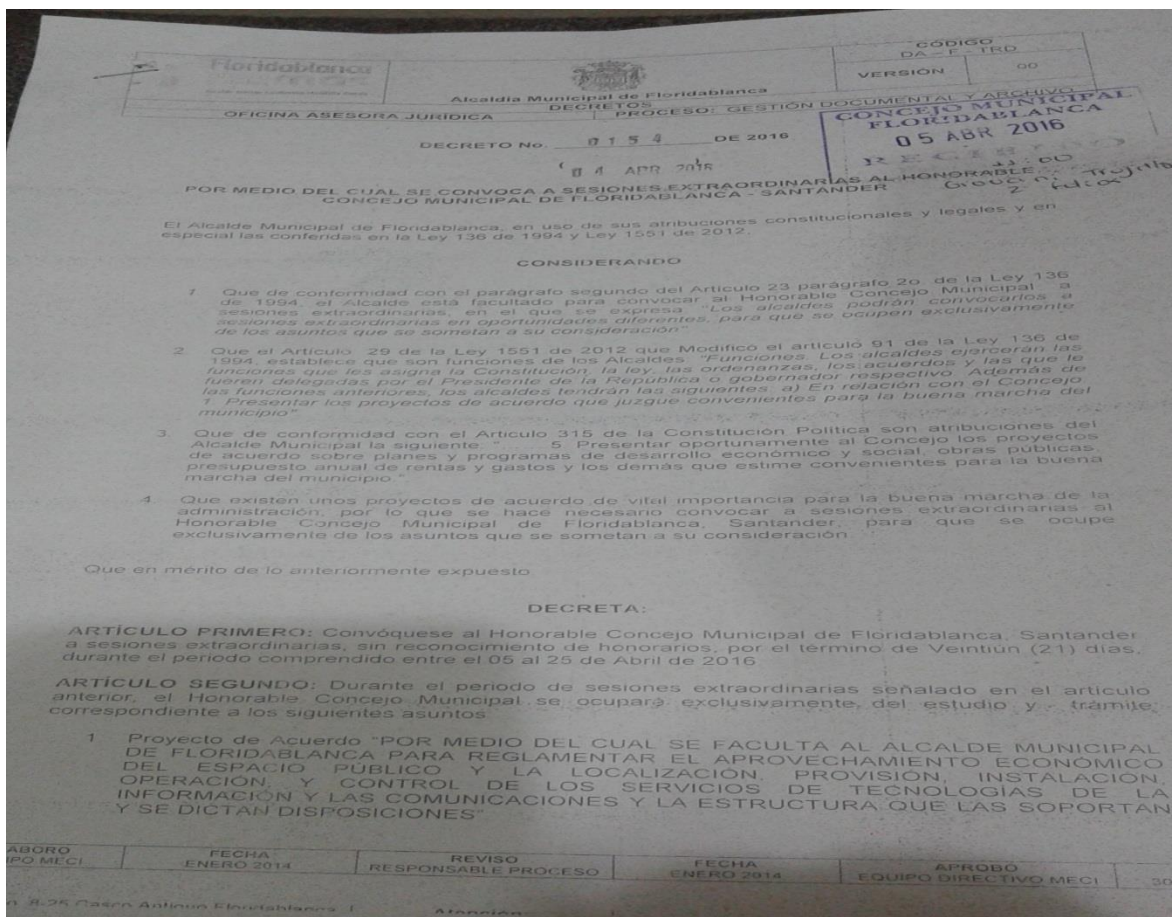 Floridablanca
Alcaldía Municipal de Floridablanca
CÓDIGO
DA – F - TRD
VERSIÓN 00
DECRETOS
OFICINA ASESORA JURÍDICA
PROCESO: GESTIÓN DOCUMENTAL Y ARCHIVO
CONCEJO MUNICIPAL
FLORIDABLANCA
05 ABR 2016
RECIBIDO
11:00
DECRETO No. 0154 DE 2016
04 APR 2016
POR MEDIO DEL CUAL SE CONVOCA A SESIONES EXTRAORDINARIAS AL HONORABLE
CONCEJO MUNICIPAL DE FLORIDABLANCA - SANTANDER
Trujillo
El Alcalde Municipal de Floridablanca, en uso de sus atribuciones constitucionales y legales y en
especial las conferidas en la Ley 136 de 1994 y Ley 1551 de 2012.
CONSIDERANDO
1. Que de conformidad con el parágrafo segundo del Artículo 23 parágrafo 2o. de la Ley 136
de 1994, el Alcalde está facultado para convocar al Honorable Concejo Municipal a
sesiones extraordinarias, en el que se expresa "Los alcaldes podrán convocarlos a
sesiones extraordinarias en oportunidades diferentes, para que se ocupen exclusivamente
de los asuntos que se sometan a su consideración"
2. Que el Artículo 29 de la Ley 1551 de 2012 que Modificó el artículo 91 de la Ley 136 de
1994, establece que son funciones de los Alcaldes "Funciones. Los alcaldes ejercerán las
funciones que les asigna la Constitución, la ley, las ordenanzas, los acuerdos y las que le
fueren delegadas por el Presidente de la República o gobernador respectivo. Además de
las funciones anteriores, los alcaldes tendrán las siguientes: a) En relación con el Concejo
1. Presentar los proyectos de acuerdo que juzgue convenientes para la buena marcha del
municipio"
3. Que de conformidad con el Artículo 315 de la Constitución Política son atribuciones del
Alcalde Municipal la siguiente: " 5. Presentar oportunamente al Concejo los proyectos
de acuerdo sobre planes y programas de desarrollo económico y social, obras públicas,
presupuesto anual de rentas y gastos y los demás que estime convenientes para la buena
marcha del municipio."
4. Que existen unos proyectos de acuerdo de vital importancia para la buena marcha de la
administración, por lo que se hace necesario convocar a sesiones extraordinarias al
Honorable Concejo Municipal de Floridablanca, Santander, para que se ocupe
exclusivamente de los asuntos que se sometan a su consideración
Que en mérito de lo anteriormente expuesto
DECRETA:
ARTÍCULO PRIMERO: Convóquese al Honorable Concejo Municipal de Floridablanca, Santander
a sesiones extraordinarias, sin reconocimiento de honorarios, por el término de Veintiún (21) días,
durante el periodo comprendido entre el 05 al 25 de Abril de 2016
ARTÍCULO SEGUNDO: Durante el periodo de sesiones extraordinarias señalado en el artículo
anterior, el Honorable Concejo Municipal se ocupará exclusivamente del estudio y trámite
correspondiente a los siguientes asuntos:
1 Proyecto de Acuerdo "POR MEDIO DEL CUAL SE FACULTA AL ALCALDE MUNICIPAL
DE FLORIDABLANCA PARA REGLAMENTAR EL APROVECHAMIENTO ECONÓMICO
DEL ESPACIO PÚBLICO Y LA LOCALIZACIÓN, PROVISIÓN, INSTALACIÓN,
OPERACIÓN, Y CONTROL DE LOS SERVICIOS DE TECNOLOGÍAS DE LA
INFORMACIÓN Y LAS COMUNICACIONES Y LA ESTRUCTURA QUE LAS SOPORTAN
Y SE DICTAN DISPOSICIONES"
ABORO FECHA REVISO FECHA APROBO
IPO MECI ENERO 2014 RESPONSABLE PROCESO ENERO 2014 EQUIPO DIRECTIVO MECI 30
8-25 Casco Antiguo Floridablanca Atención